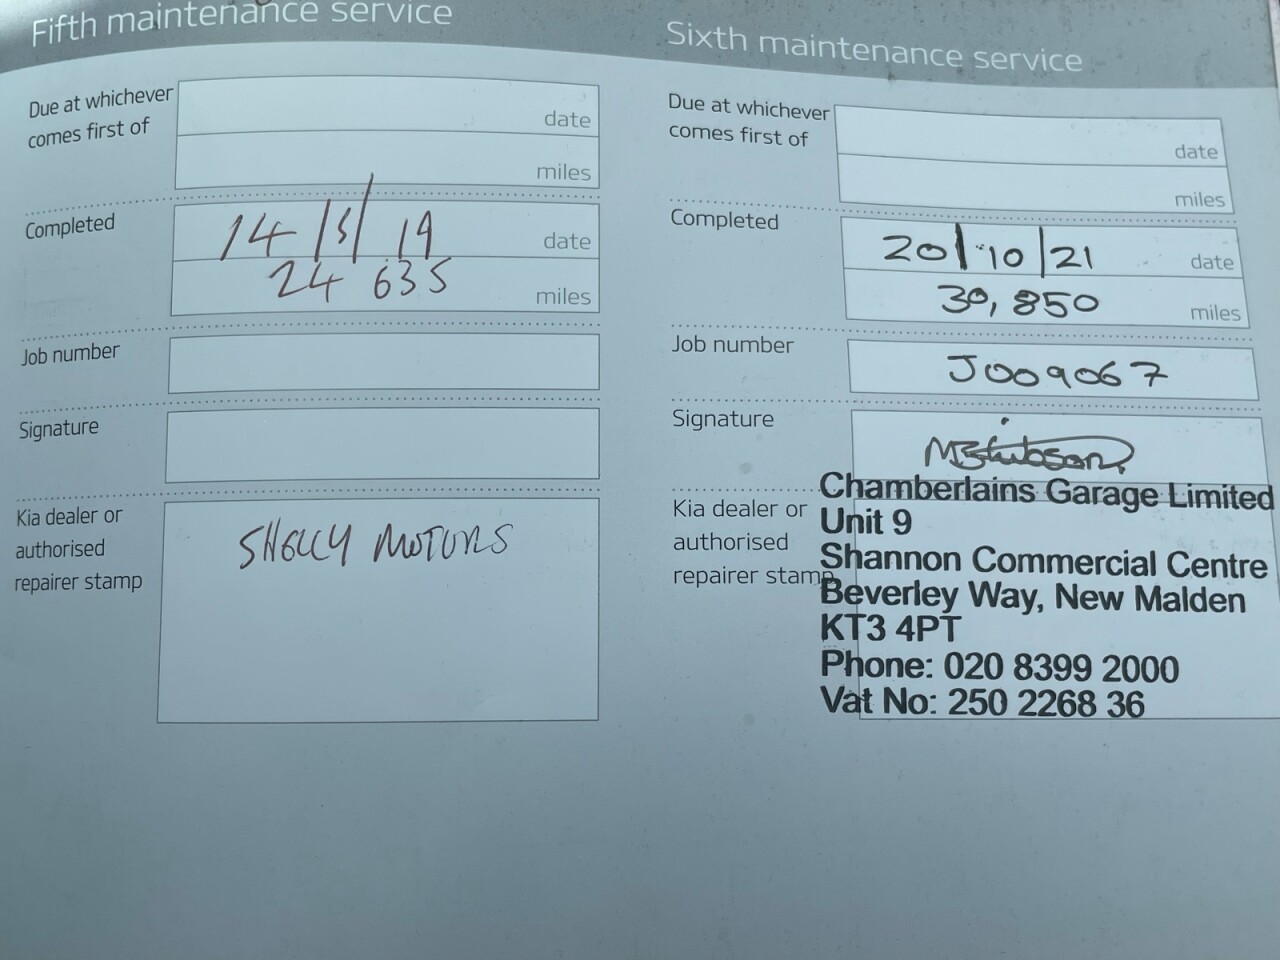 Fifth maintenance service
Due at whichever
comes first of
date
miles
Completed
14/5/19
date
24 635
miles
Job number
Signature
Kia dealer or
authorised
repairer stamp
SHELLY MOTORS
Sixth maintenance service
Due at whichever
comes first of
date
miles
Completed
20/10/21
date
30,850
miles
Job number
J009067
Signature
Kia dealer or
authorised
repairer stamp
Chamberlains Garage Limited
Unit 9
Shannon Commercial Centre
Beverley Way, New Malden
KT3 4PT
Phone: 020 8399 2000
Vat No: 250 2268 36